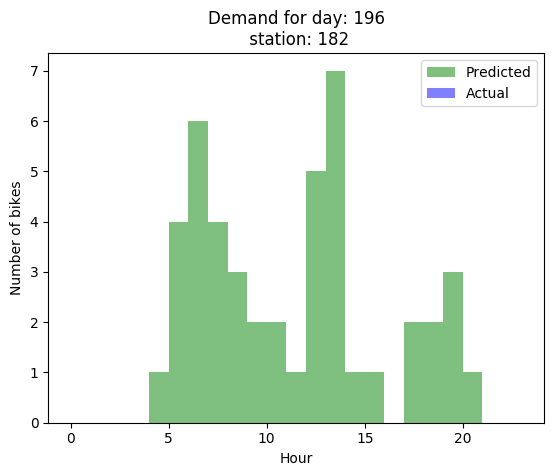 Demand for day: 196
station: 182
Predicted
Actual
Number of bikes
7
6
5
4
3
2
1
0
0 5 10 15 20
Hour